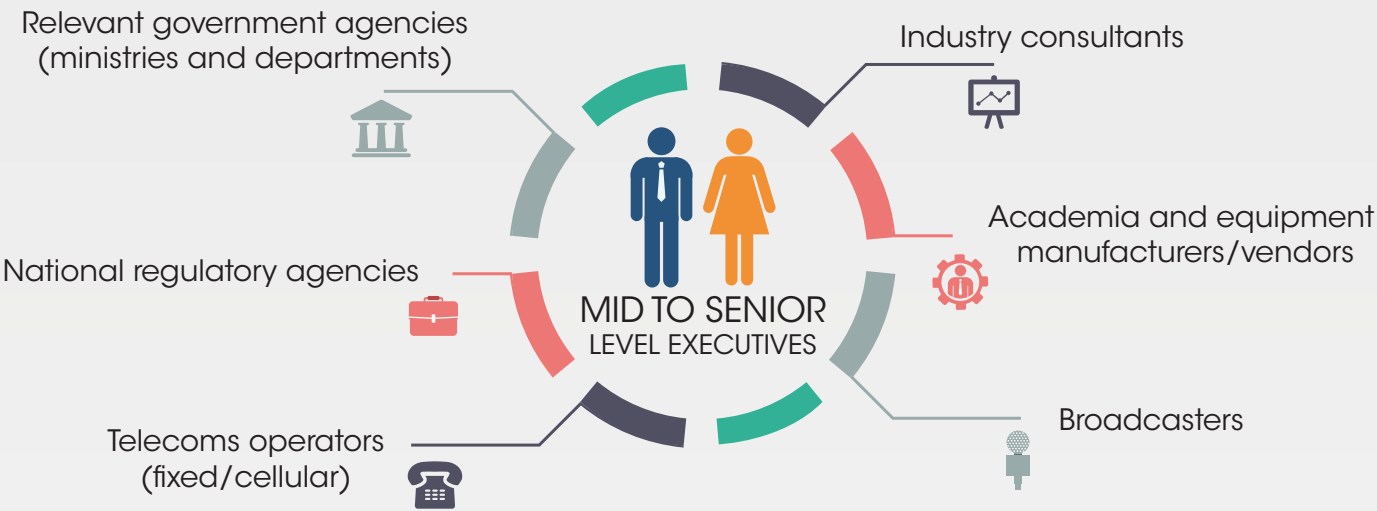 Relevant government agencies
(ministries and departments)
Industry consultants
Academia and equipment
manufacturers/vendors
National regulatory agencies
MID TO SENIOR
LEVEL EXECUTIVES
Telecoms operators
(fixed/cellular)
Broadcasters